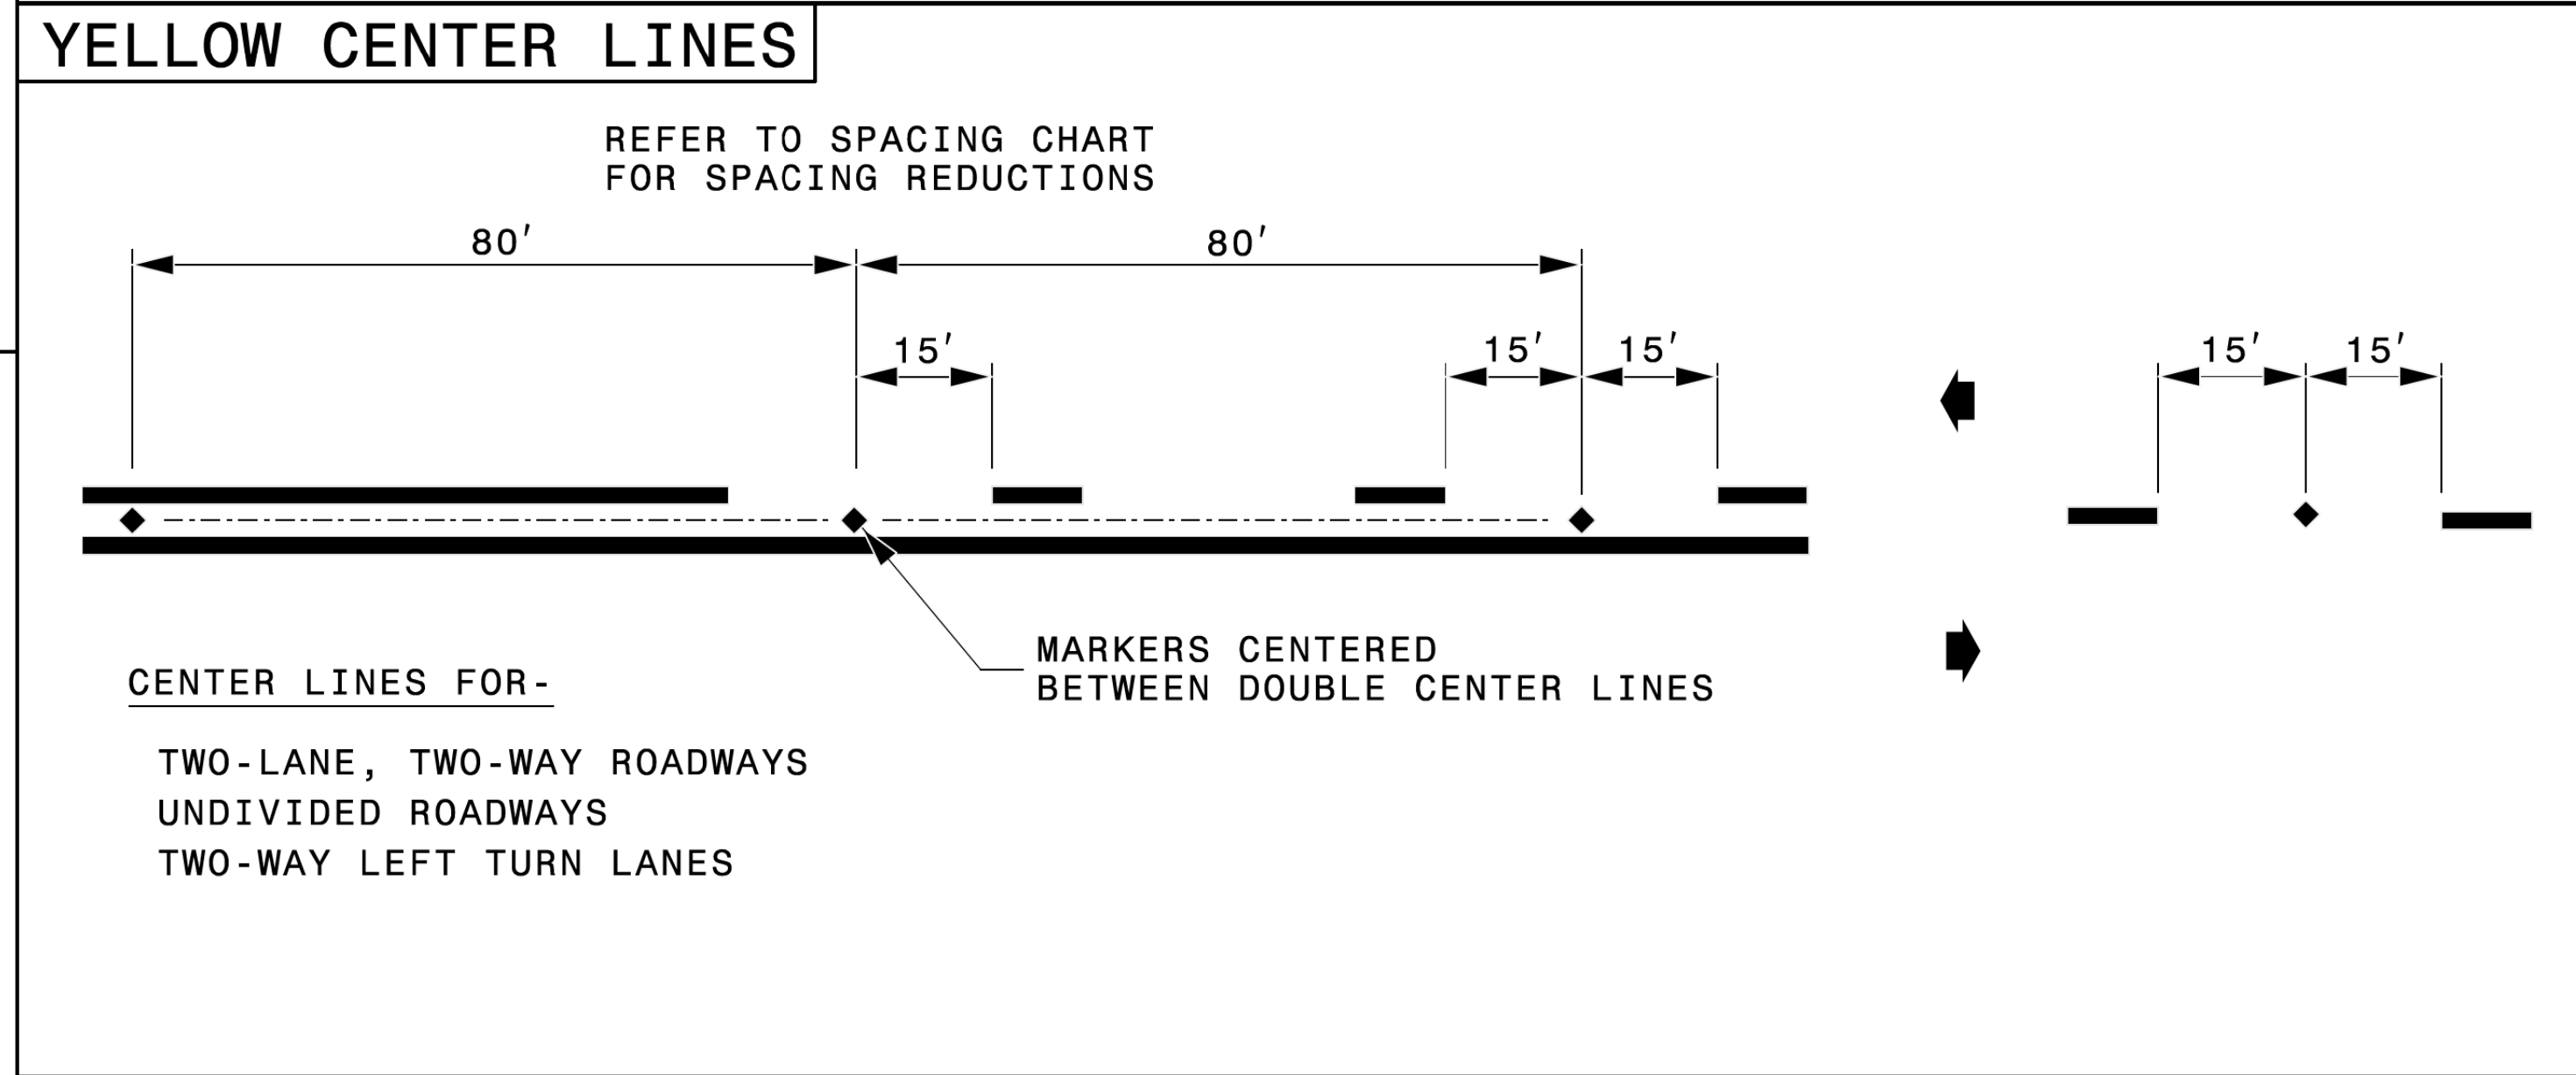 YELLOW CENTER LINES
REFER TO SPACING CHART
FOR SPACING REDUCTIONS
80'
80'
15'
15'
15'
15'
15'
MARKERS CENTERED
BETWEEN DOUBLE CENTER LINES
CENTER LINES FOR-
TWO-LANE, TWO-WAY ROADWAYS
UNDIVIDED ROADWAYS
TWO-WAY LEFT TURN LANES